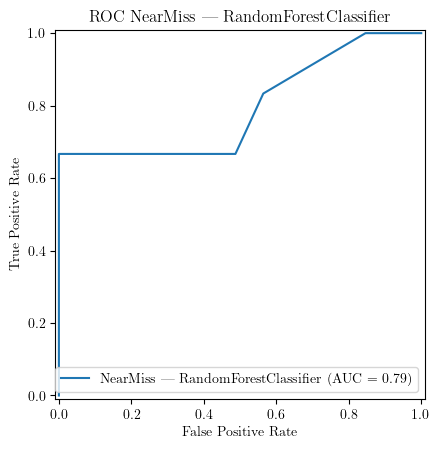 ROC NearMiss — RandomForestClassifier
1.0
0.8
0.6
0.4
0.2
0.0
True Positive Rate
NearMiss — RandomForestClassifier (AUC = 0.79)
0.0 0.2 0.4 0.6 0.8 1.0
False Positive Rate